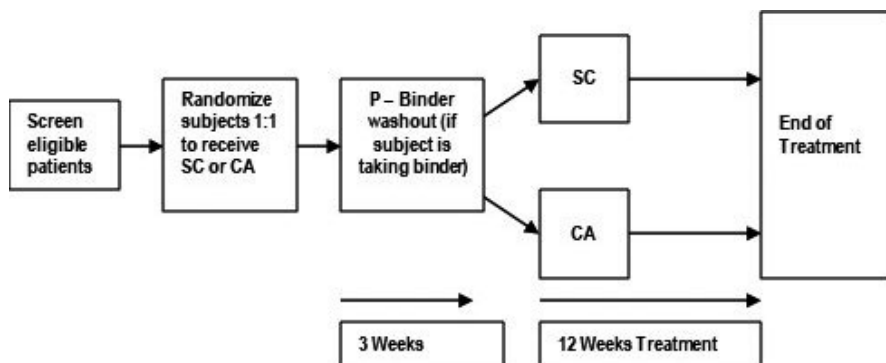 Screen
eligible
patients
Randomize
subjects 1:1
to receive
SC or CA
P – Binder
washout (if
subject is
taking binder)
SC
CA
End of
Treatment
3 Weeks
12 Weeks Treatment